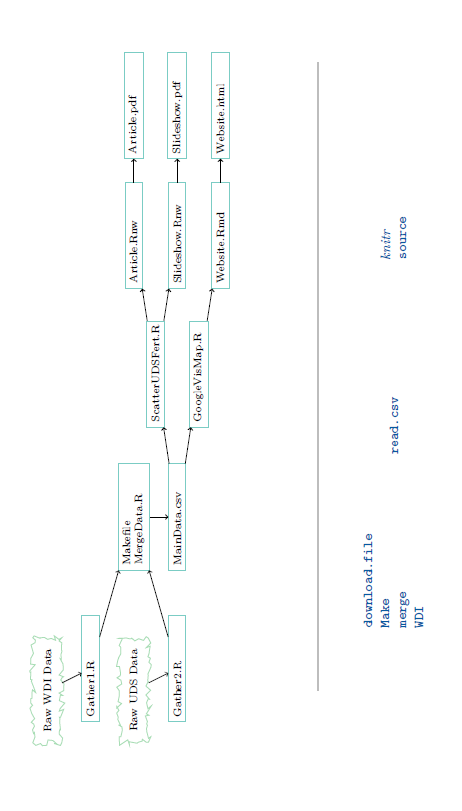 Raw WDI Data
Gather1.R
Raw UDS Data
Gather2.R
Makefile
MergeData.R
MainData.csv
ScatterUDSFert.R
GoogleVisMap.R
Article.Rnw
Slideshow.Rnw
Website.Rmd
Article.pdf
Slideshow.pdf
Website.html
download.file
Make
merge
WDI
read.csv
knitr
source